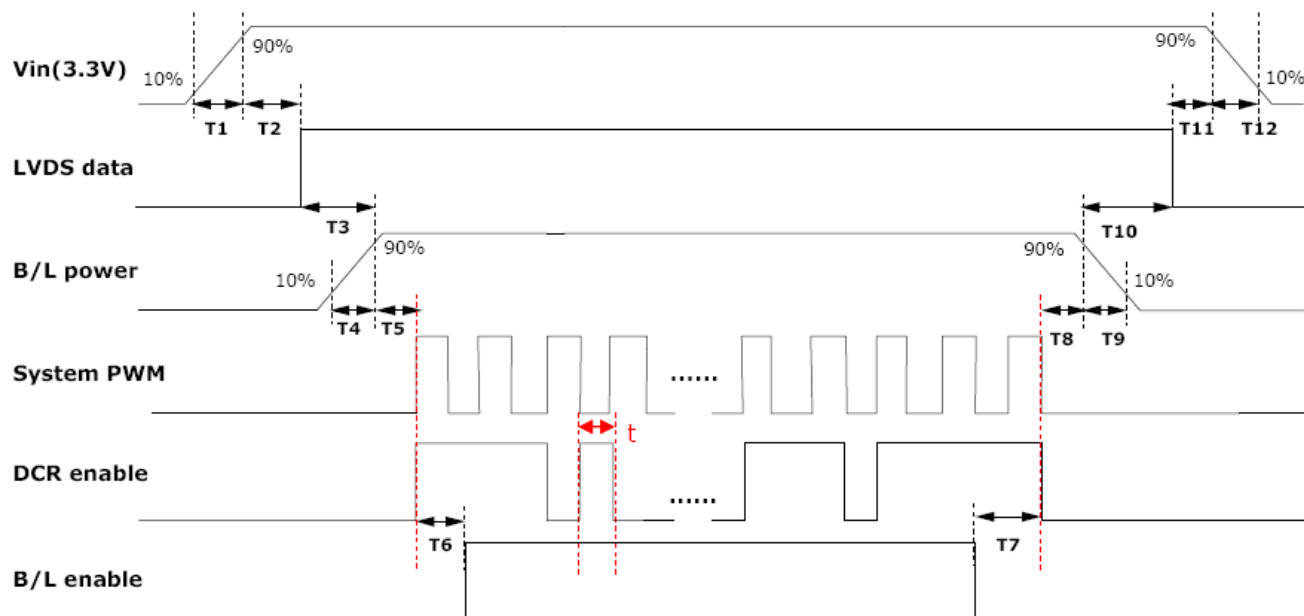 90%
90%
Vin(3.3V)
10%
10%
T1
T2
T11
T12
LVDS data
T3
T10
90%
90%
B/L power
10%
10%
T4
T5
T8
T9
System PWM
......
t
DCR enable
......
T6
T7
B/L enable